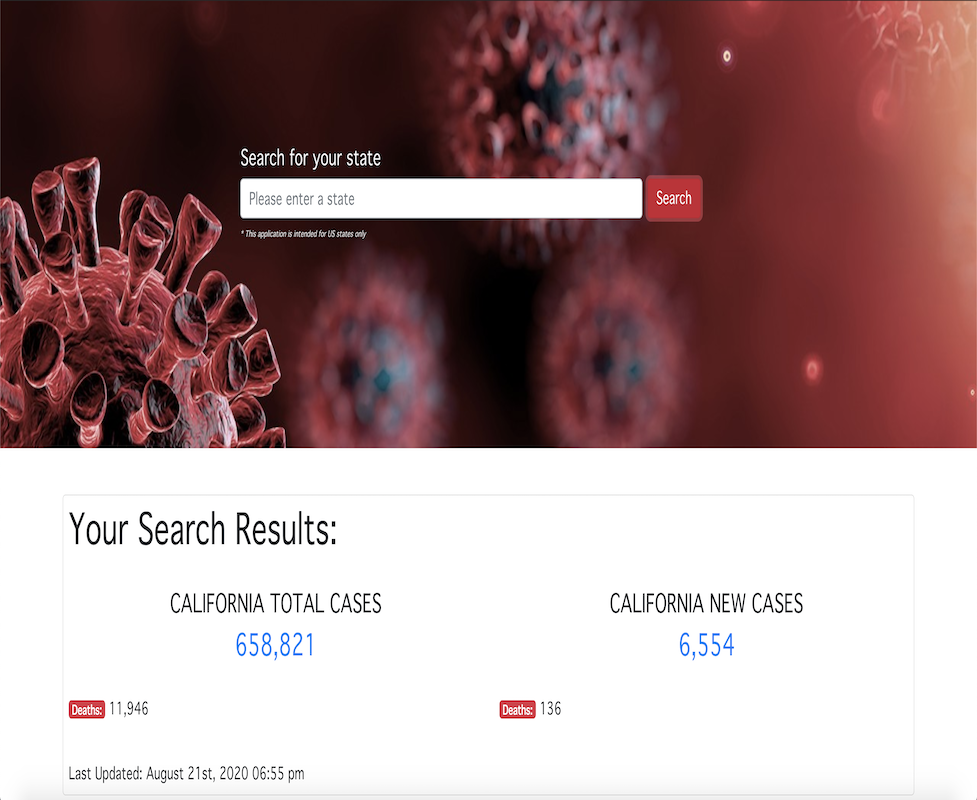 Search for your state
Please enter a state
Search
* This application is intended for US states only
Your Search Results:
CALIFORNIA TOTAL CASES
658,821
Deaths: 11,946
CALIFORNIA NEW CASES
6,554
Deaths: 136
Last Updated: August 21st, 2020 06:55 pm